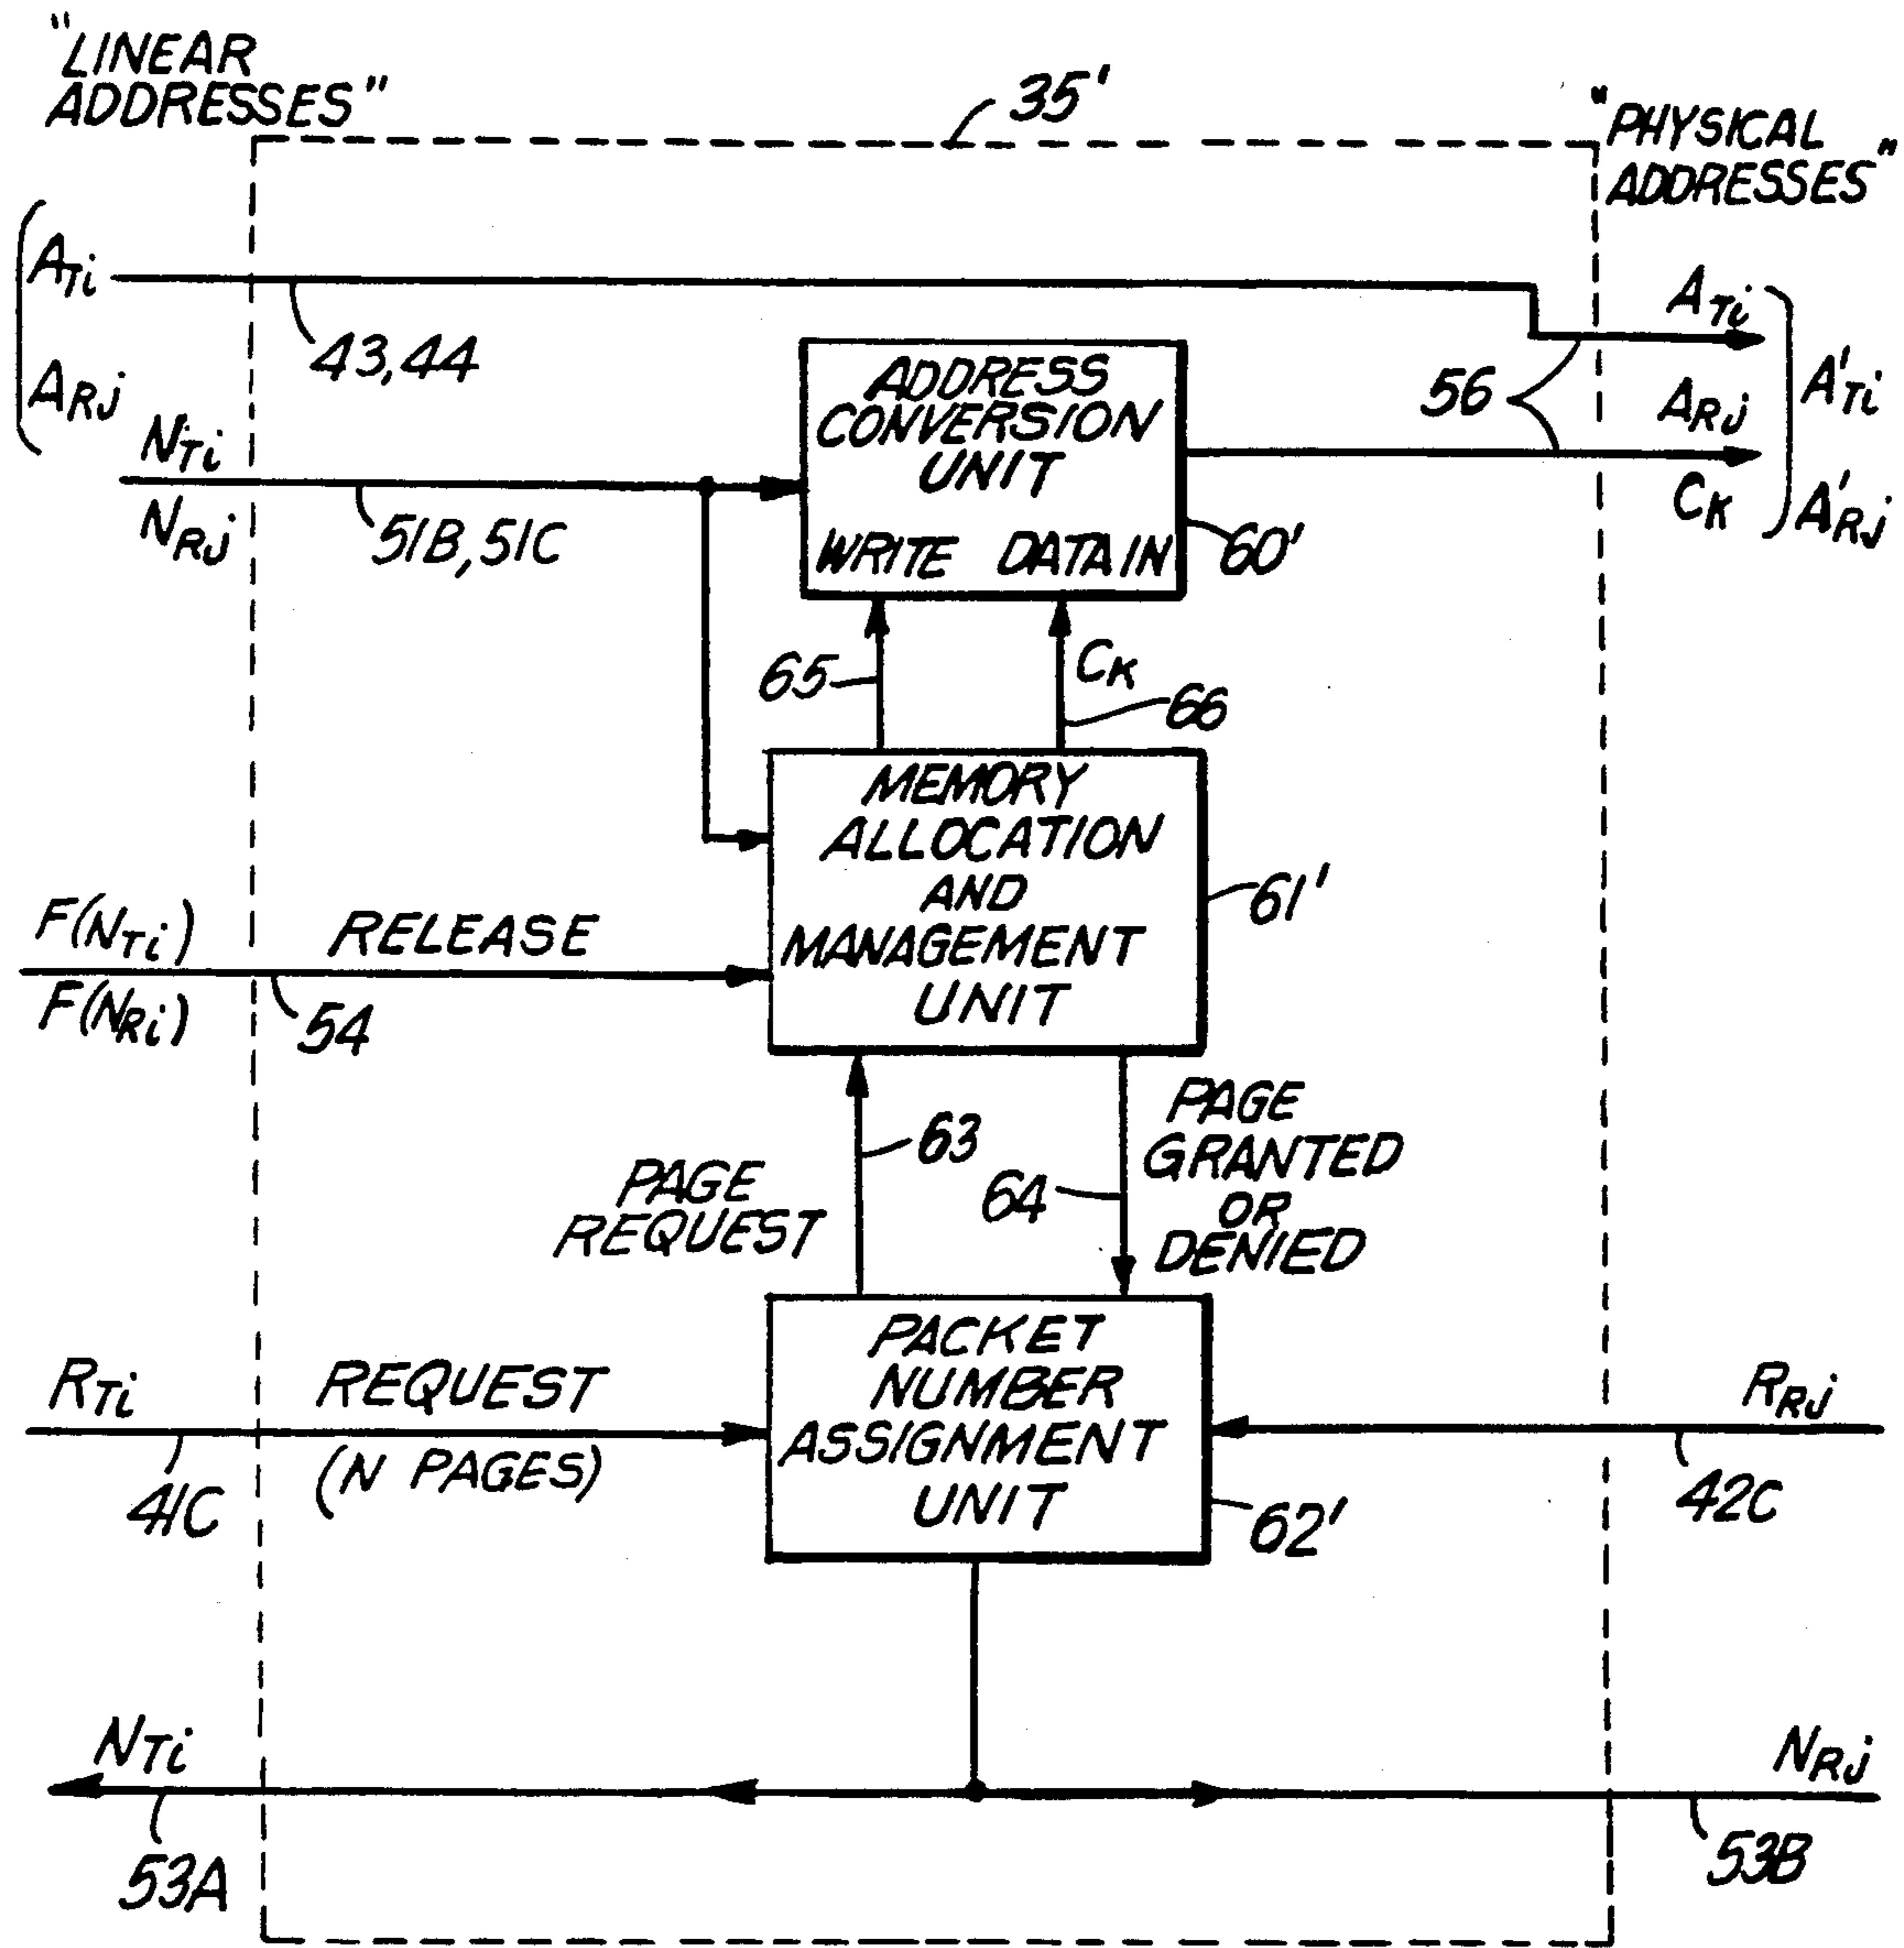 "LINEAR
ADDRESSES"
35'
"PHYSICAL
ADDRESSES"
ATi
ARj
43,44
NTi
NRj
51B,51C
ADDRESS
CONVERSION
UNIT
WRITE DATA IN
60'
56
ATi
ARj
CK
A'Ti
A'Rj
65
CK
66
MEMORY
ALLOCATION
AND
MANAGEMENT
UNIT
61'
F(NTi)
F(NRi)
RELEASE
54
PAGE
REQUEST
63
64
PAGE
GRANTED
OR
DENIED
RTi
41C
REQUEST
(N PAGES)
PACKET
NUMBER
ASSIGNMENT
UNIT
62'
RRj
42C
NTi
53A
NRj
53B